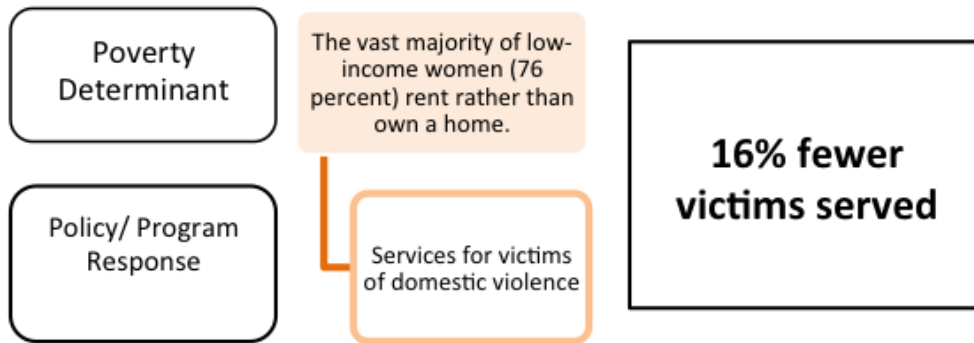 Poverty
Determinant
The vast majority of low-
income women (76
percent) rent rather than
own a home.
16% fewer
victims served
Policy/ Program
Response
Services for victims
of domestic violence